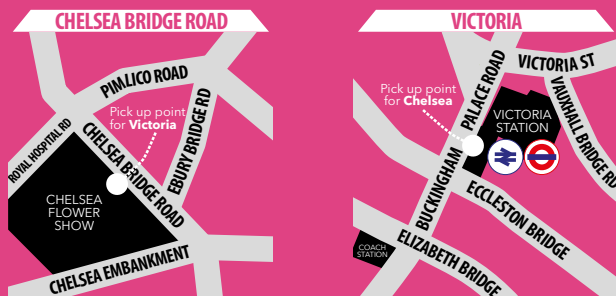 CHELSEA BRIDGE ROAD
PIMLICO ROAD
Pick up point
for Victoria
ROYAL HOSPITAL RD
CHELSEA BRIDGE ROAD
EBURY BRIDGE RD
CHELSEA
FLOWER
SHOW
CHELSEA EMBANKMENT
VICTORIA
VICTORIA ST
PALACE ROAD
Pick up point
for Chelsea
VAUXHALL BRIDGE RD
VICTORIA
STATION
BUCKINGHAM
ECCLESTON BRIDGE
COACH
STATION
ELIZABETH BRIDGE